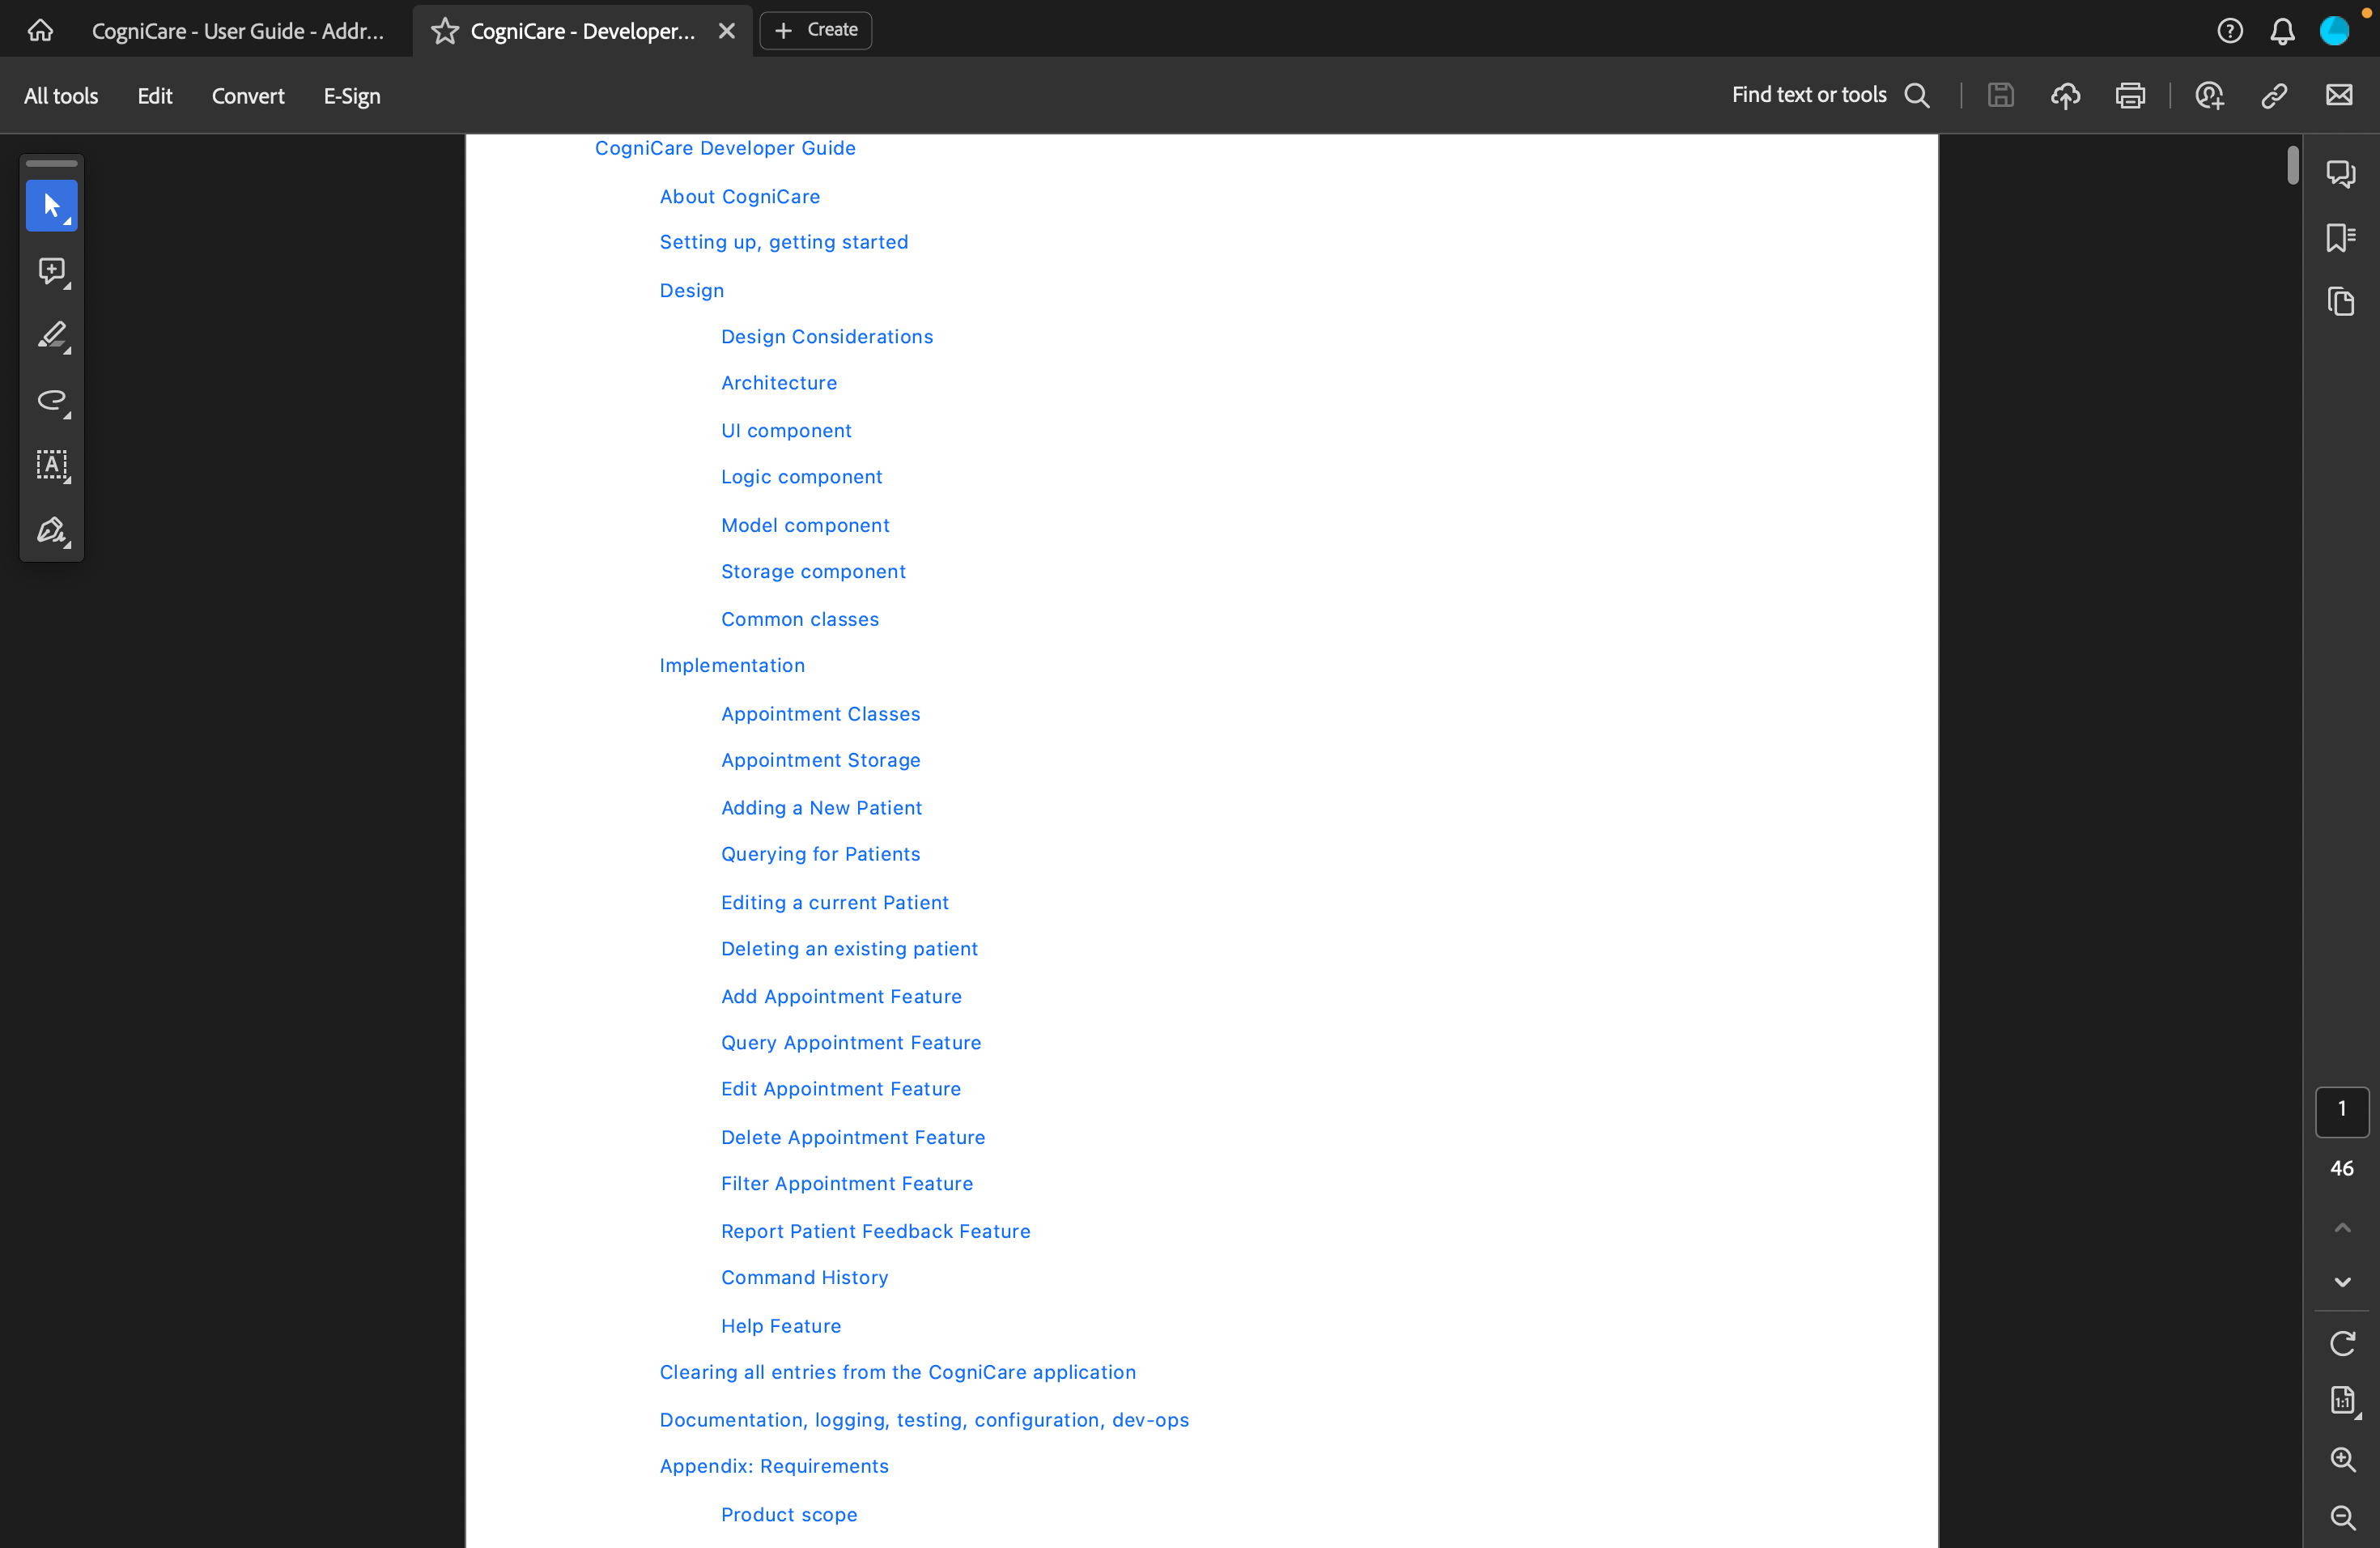 CogniCare - User Guide - Addr...
CogniCare - Developer...
Create
All tools
Edit
Convert
E-Sign
Find text or tools
CogniCare Developer Guide
About CogniCare
Setting up, getting started
Design
Design Considerations
Architecture
UI component
Logic component
Model component
Storage component
Common classes
Implementation
Appointment Classes
Appointment Storage
Adding a New Patient
Querying for Patients
Editing a current Patient
Deleting an existing patient
Add Appointment Feature
Query Appointment Feature
Edit Appointment Feature
Delete Appointment Feature
Filter Appointment Feature
Report Patient Feedback Feature
Command History
Help Feature
Clearing all entries from the CogniCare application
Documentation, logging, testing, configuration, dev-ops
Appendix: Requirements
Product scope
1
46
1:1